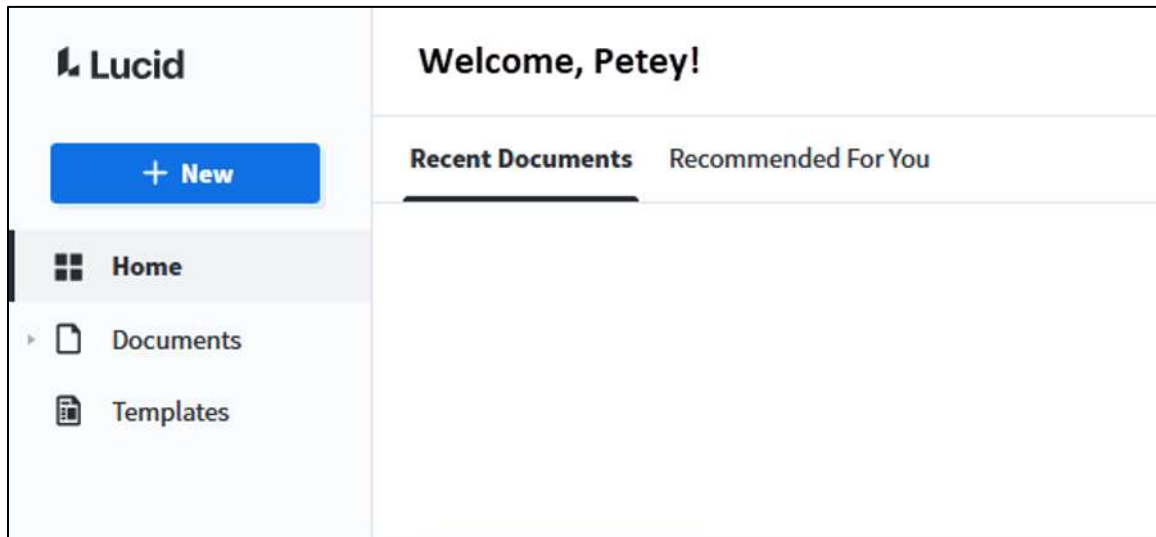 Lucid
Welcome, Petey!
+ New
Recent Documents
Recommended For You
Home
Documents
Templates